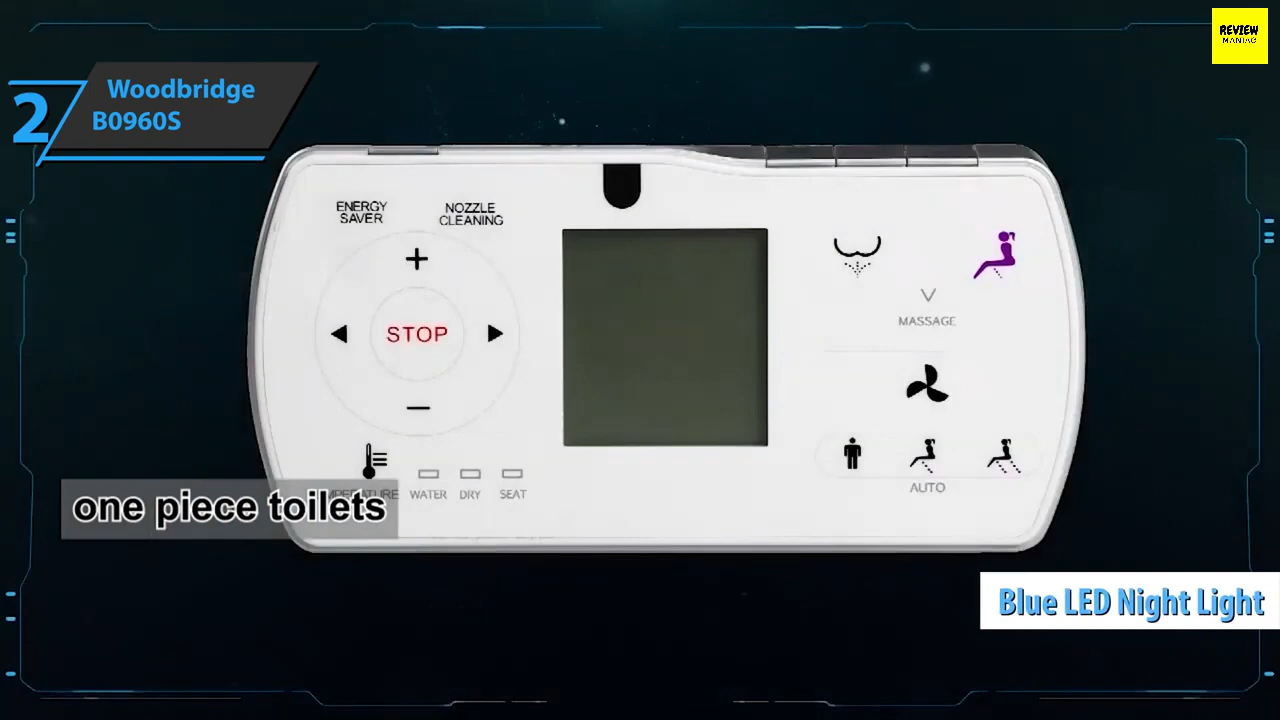 REVIEW
MANIAC
2
Woodbridge
B0960S
ENERGY
SAVER
NOZZLE
CLEANING
STOP
MASSAGE
WATER
DRY
SEAT
AUTO
one piece toilets
Blue LED Night Light